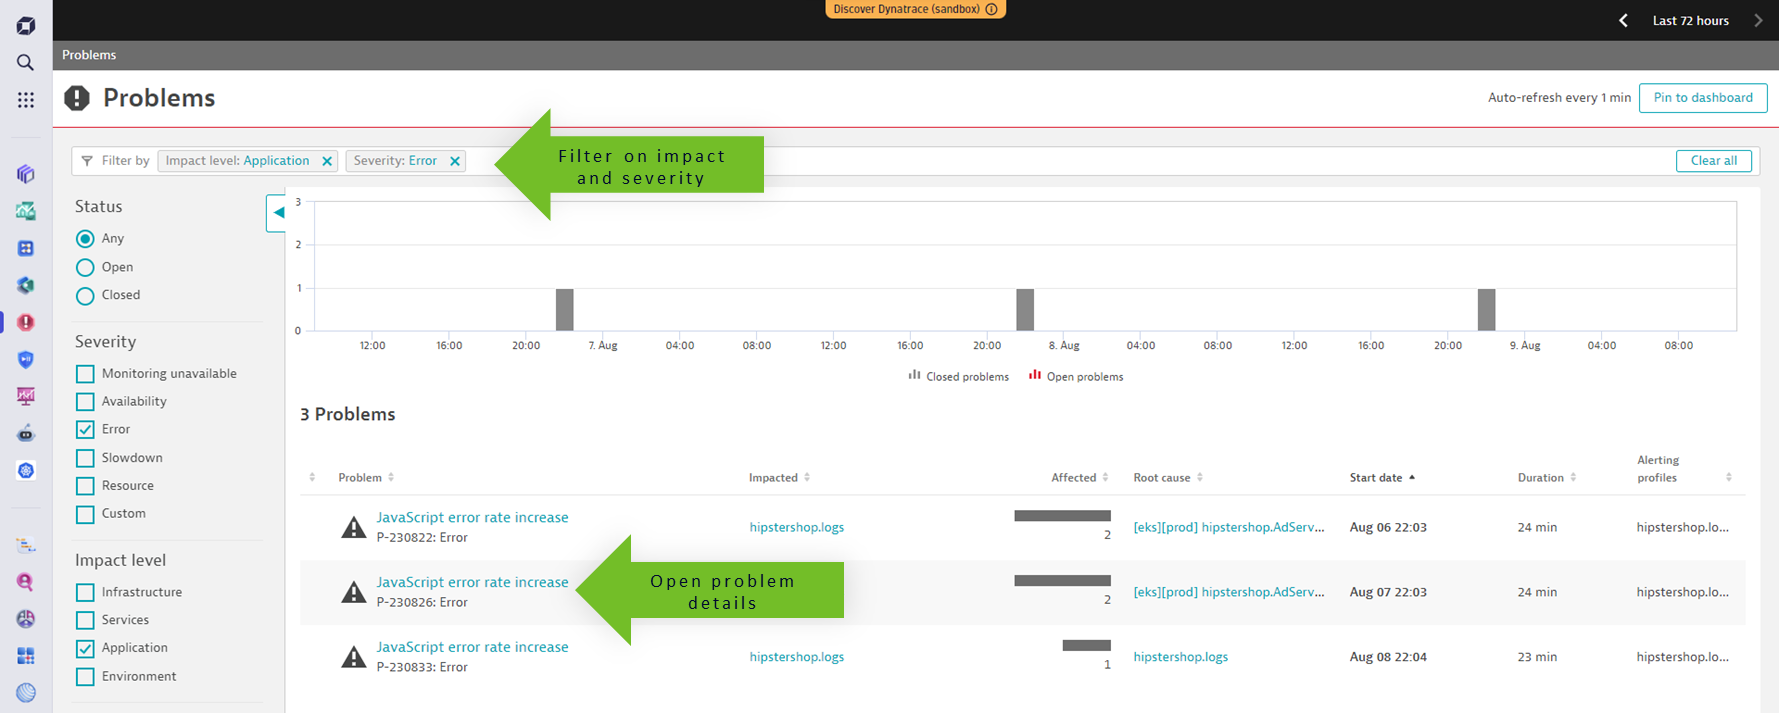 Discover Dynatrace (sandbox)
Last 72 hours
Problems
Problems
Auto-refresh every 1 min
Pin to dashboard
Filter by
Impact level: Application
Severity: Error
Filter on impact
and severity
Clear all
Status
Any
Open
Closed
Severity
Monitoring unavailable
Availability
Error
Slowdown
Resource
Custom
Impact level
Infrastructure
Services
Application
Environment
3
2
1
0
12:00 16:00 20:00 7. Aug 04:00 08:00 12:00 16:00 20:00 8. Aug 04:00 08:00 12:00 16:00 20:00 9. Aug 04:00 08:00
Closed problems Open problems
3 Problems
Problem Impacted Affected Root cause Start date Duration Alerting
profiles
JavaScript error rate increase
P-230822: Error
hipstershop.logs
2
[eks][prod] hipstershop.AdServ...
Aug 06 22:03
24 min
hipstershop.lo...
JavaScript error rate increase
P-230826: Error
Open problem
details
2
[eks][prod] hipstershop.AdServ...
Aug 07 22:03
24 min
hipstershop.lo...
JavaScript error rate increase
P-230833: Error
hipstershop.logs
1
hipstershop.logs
Aug 08 22:04
23 min
hipstershop.lo...